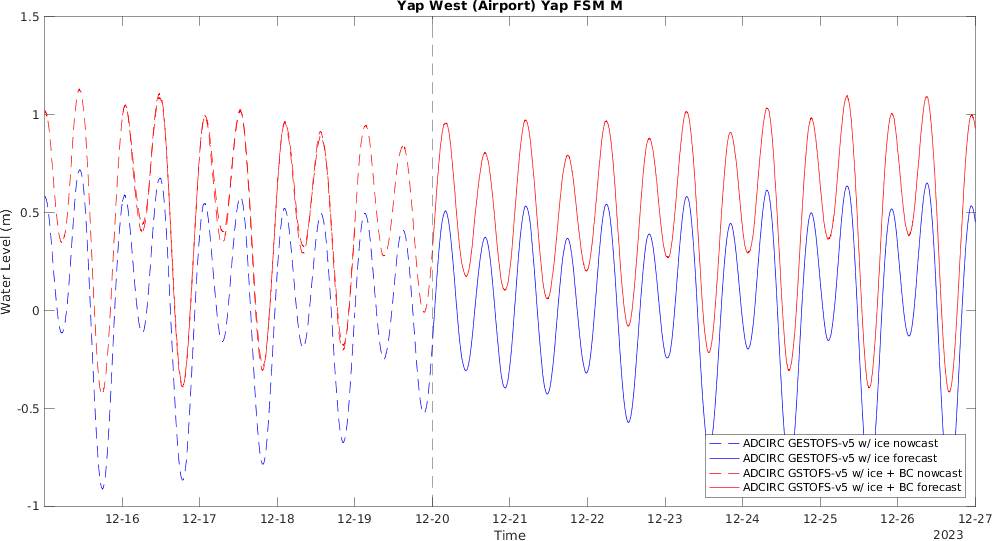 Yap West (Airport) Yap FSM M
Water Level (m)
1.5
1
0.5
0
-0.5
-1
12-16
12-17
12-18
12-19
12-20
12-21
12-22
12-23
12-24
12-25
12-26
12-27
Time
2023
ADCIRC GESTOFS-v5 w/ ice nowcast
ADCIRC GESTOFS-v5 w/ ice forecast
ADCIRC GSTOFS-v5 w/ ice + BC nowcast
ADCIRC GSTOFS-v5 w/ ice + BC forecast